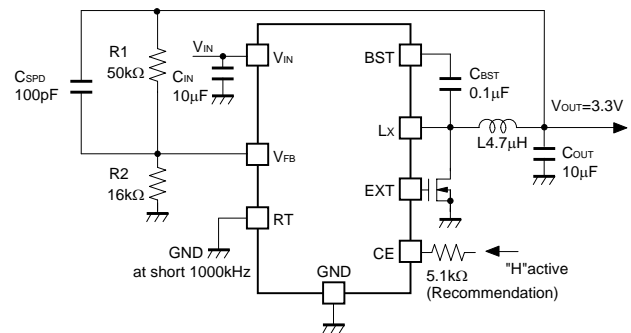 CSPD
100pF
R1
50kΩ
VIN
CIN
10μF
R2
16kΩ
GND
at short 1000kHz
VIN
VFB
RT
GND
BST
LX
EXT
CE
CBST
0.1μF
L4.7μH
VOUT=3.3V
COUT
10μF
5.1kΩ
(Recommendation)
"H"active